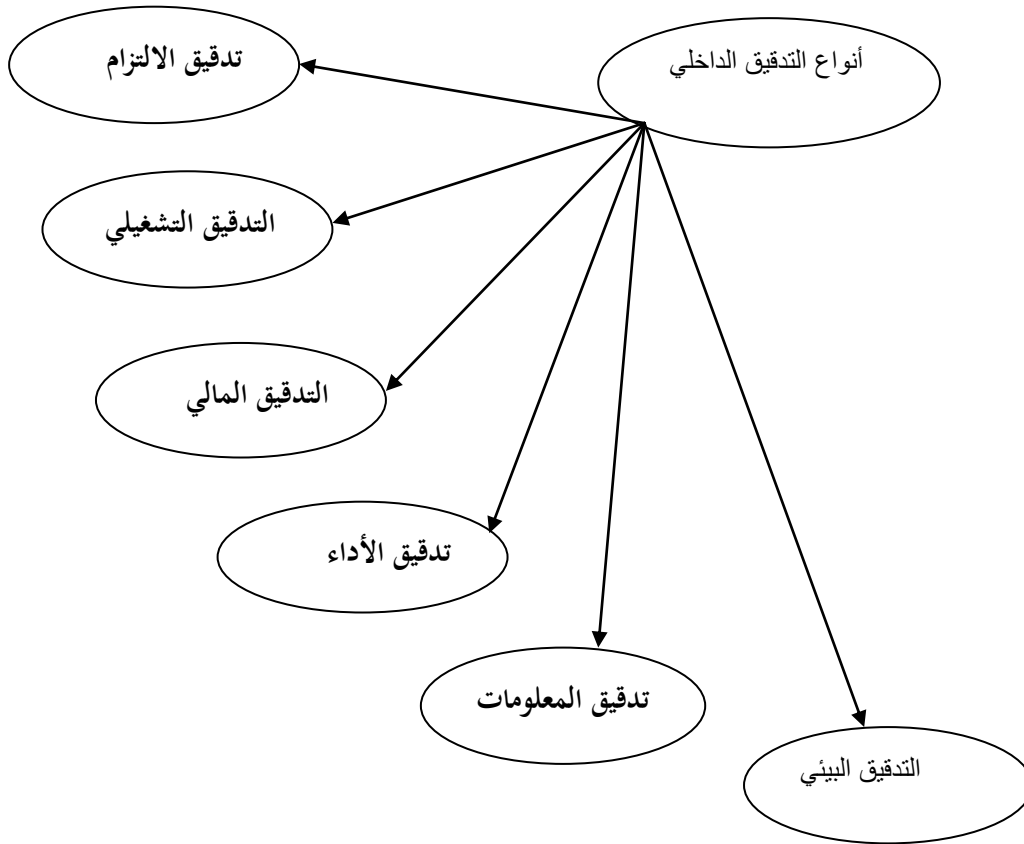 أنواع التدقيق الداخلي
تدقيق الالتزام
التدقيق التشغيلي
التدقيق المالي
تدقيق الأداء
تدقيق المعلومات
التدقيق البيئي